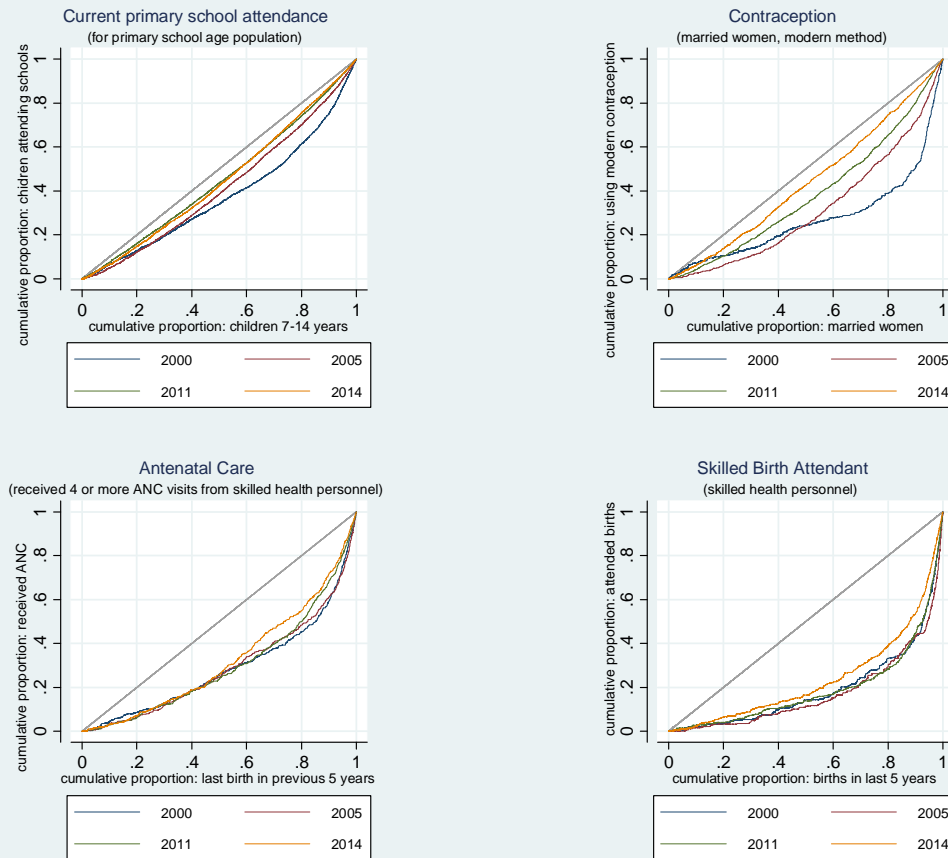 Current primary school attendance
(for primary school age population)
cumulative proportion: children attending schools
1
.8
.6
.4
.2
0
0 .2 .4 .6 .8 1
cumulative proportion: children 7-14 years
2000 2005
2011 2014
Contraception
(married women, modern method)
cumulative proportion: using modern contraception
1
.8
.6
.4
.2
0
0 .2 .4 .6 .8 1
cumulative proportion: married women
2000 2005
2011 2014
Antenatal Care
(received 4 or more ANC visits from skilled health personnel)
cumulative proportion: received ANC
1
.8
.6
.4
.2
0
0 .2 .4 .6 .8 1
cumulative proportion: last birth in previous 5 years
2000 2005
2011 2014
Skilled Birth Attendant
(skilled health personnel)
cumulative proportion: attended births
1
.8
.6
.4
.2
0
0 .2 .4 .6 .8 1
cumulative proportion: births in last 5 years
2000 2005
2011 2014